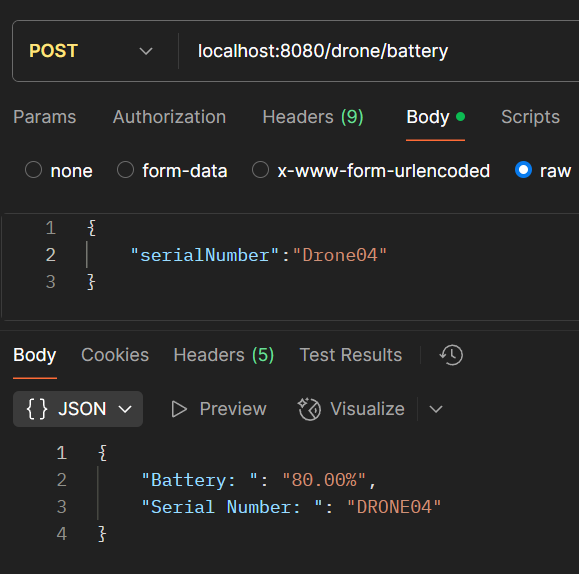 POST localhost:8080/drone/battery
Params Authorization Headers (9) Body Scripts
none form-data x-www-form-urlencoded raw
1 {
2 "serialNumber":"Drone04"
3 }
Body Cookies Headers (5) Test Results
{} JSON Preview Visualize
1 {
2 "Battery: ": "80.00%",
3 "Serial Number: ": "DRONE04"
4 }